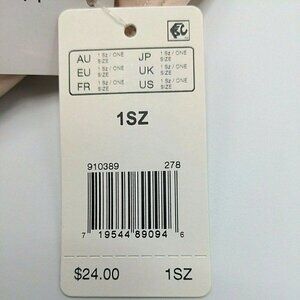 AU 1 Sz / ONE SIZE JP 1 Sz / ONE SIZE
EU 1 Sz / ONE SIZE UK 1 Sz / ONE SIZE
FR 1 Sz / ONE SIZE US 1 Sz / ONE SIZE
1SZ
910389 278
7 19544 89094 6
$24.00 1SZ